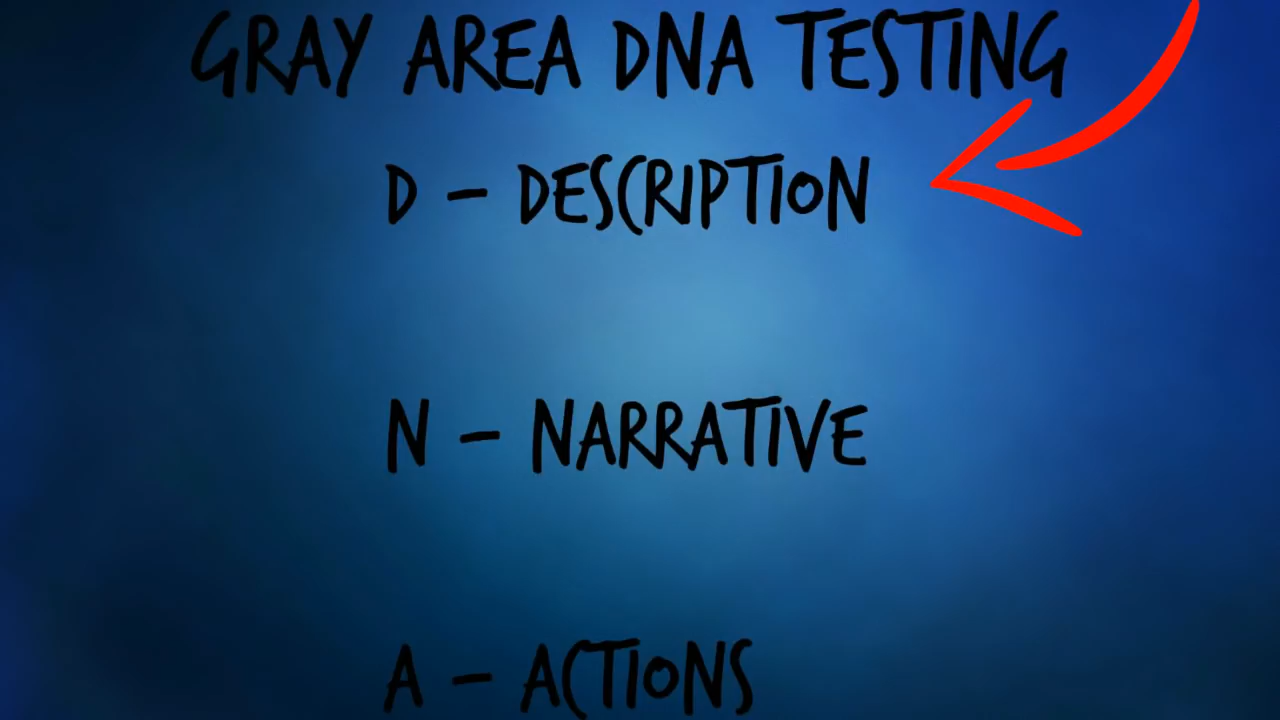 GRAY AREA DNA TESTING
D – DESCRIPTION
N – NARRATIVE
A – ACTIONS